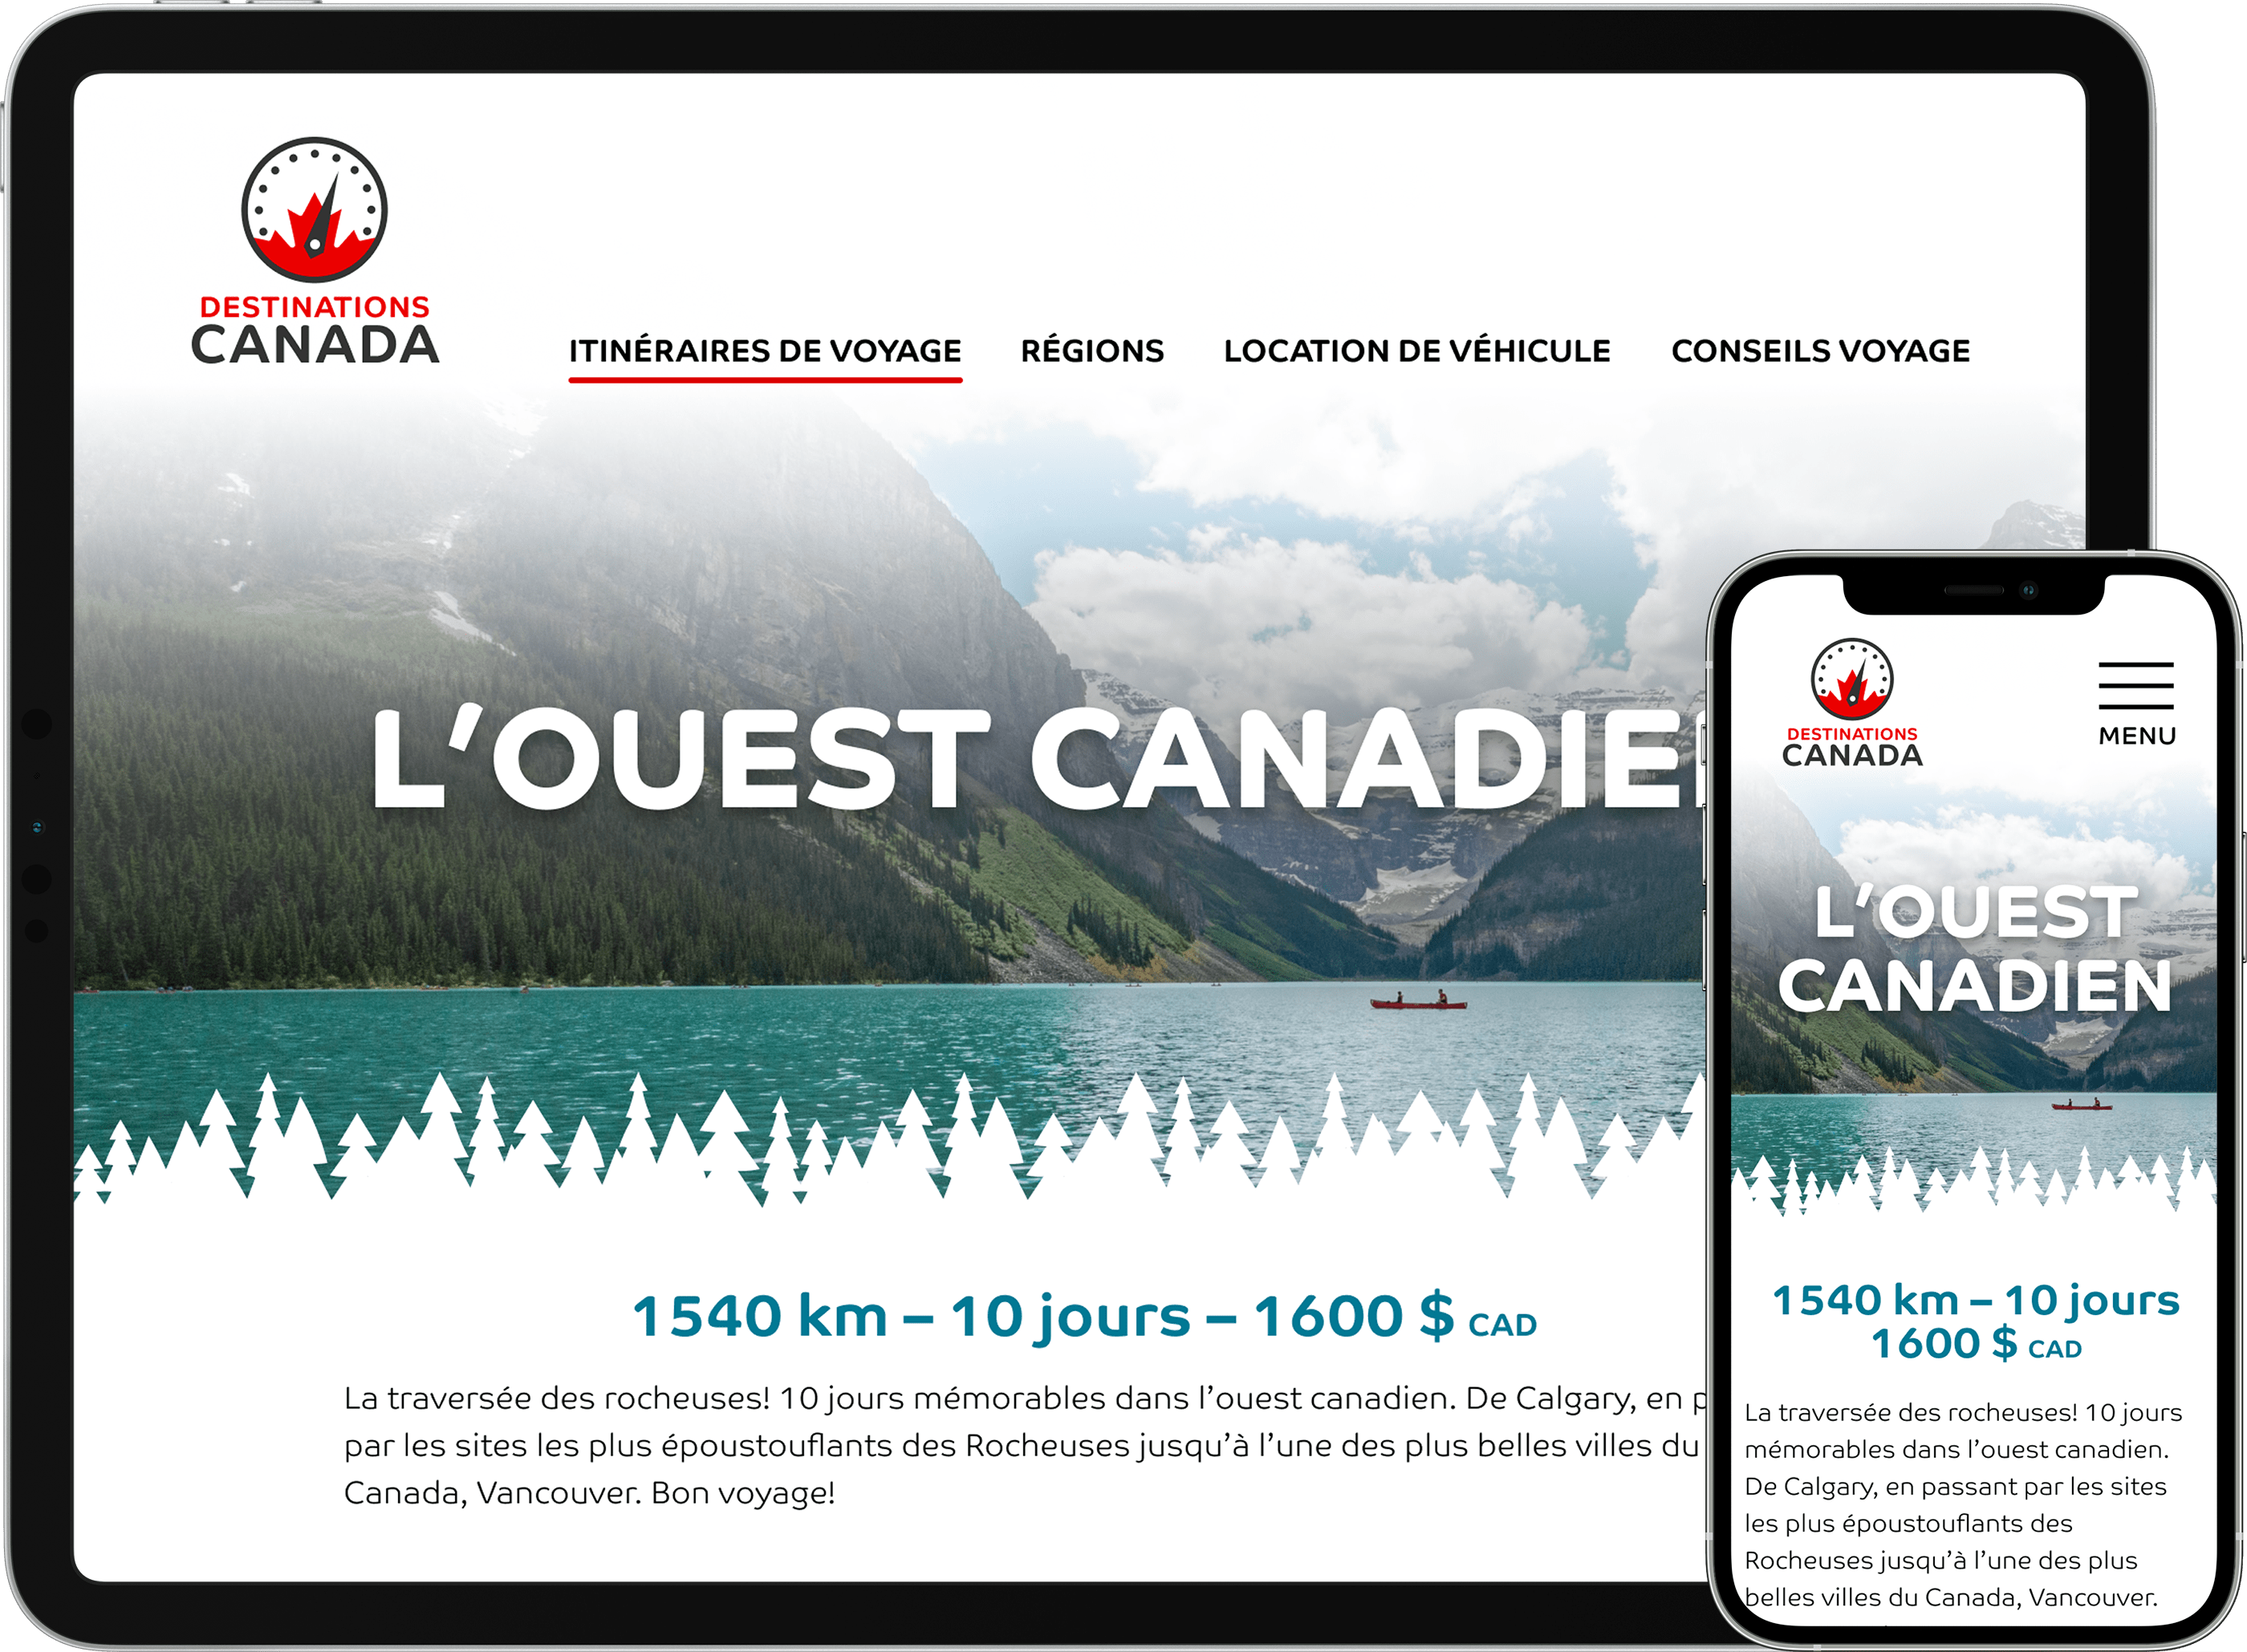 DESTINATIONS
CANADA
ITINÉRAIRES DE VOYAGE
RÉGIONS
LOCATION DE VÉHICULE
CONSEILS VOYAGE
L’OUEST CANADIE
1540 km – 10 jours – 1600 $ CAD
La traversée des rocheuses! 10 jours mémorables dans l’ouest canadien. De Calgary, en p
par les sites les plus époustouflants des Rocheuses jusqu’à l’une des plus belles villes du
Canada, Vancouver. Bon voyage!
DESTINATIONS
CANADA
MENU
L’OUEST
CANADIEN
1540 km – 10 jours
1600 $ CAD
La traversée des rocheuses! 10 jours
mémorables dans l’ouest canadien.
De Calgary, en passant par les sites
les plus époustouflants des
Rocheuses jusqu’à l’une des plus
belles villes du Canada, Vancouver.